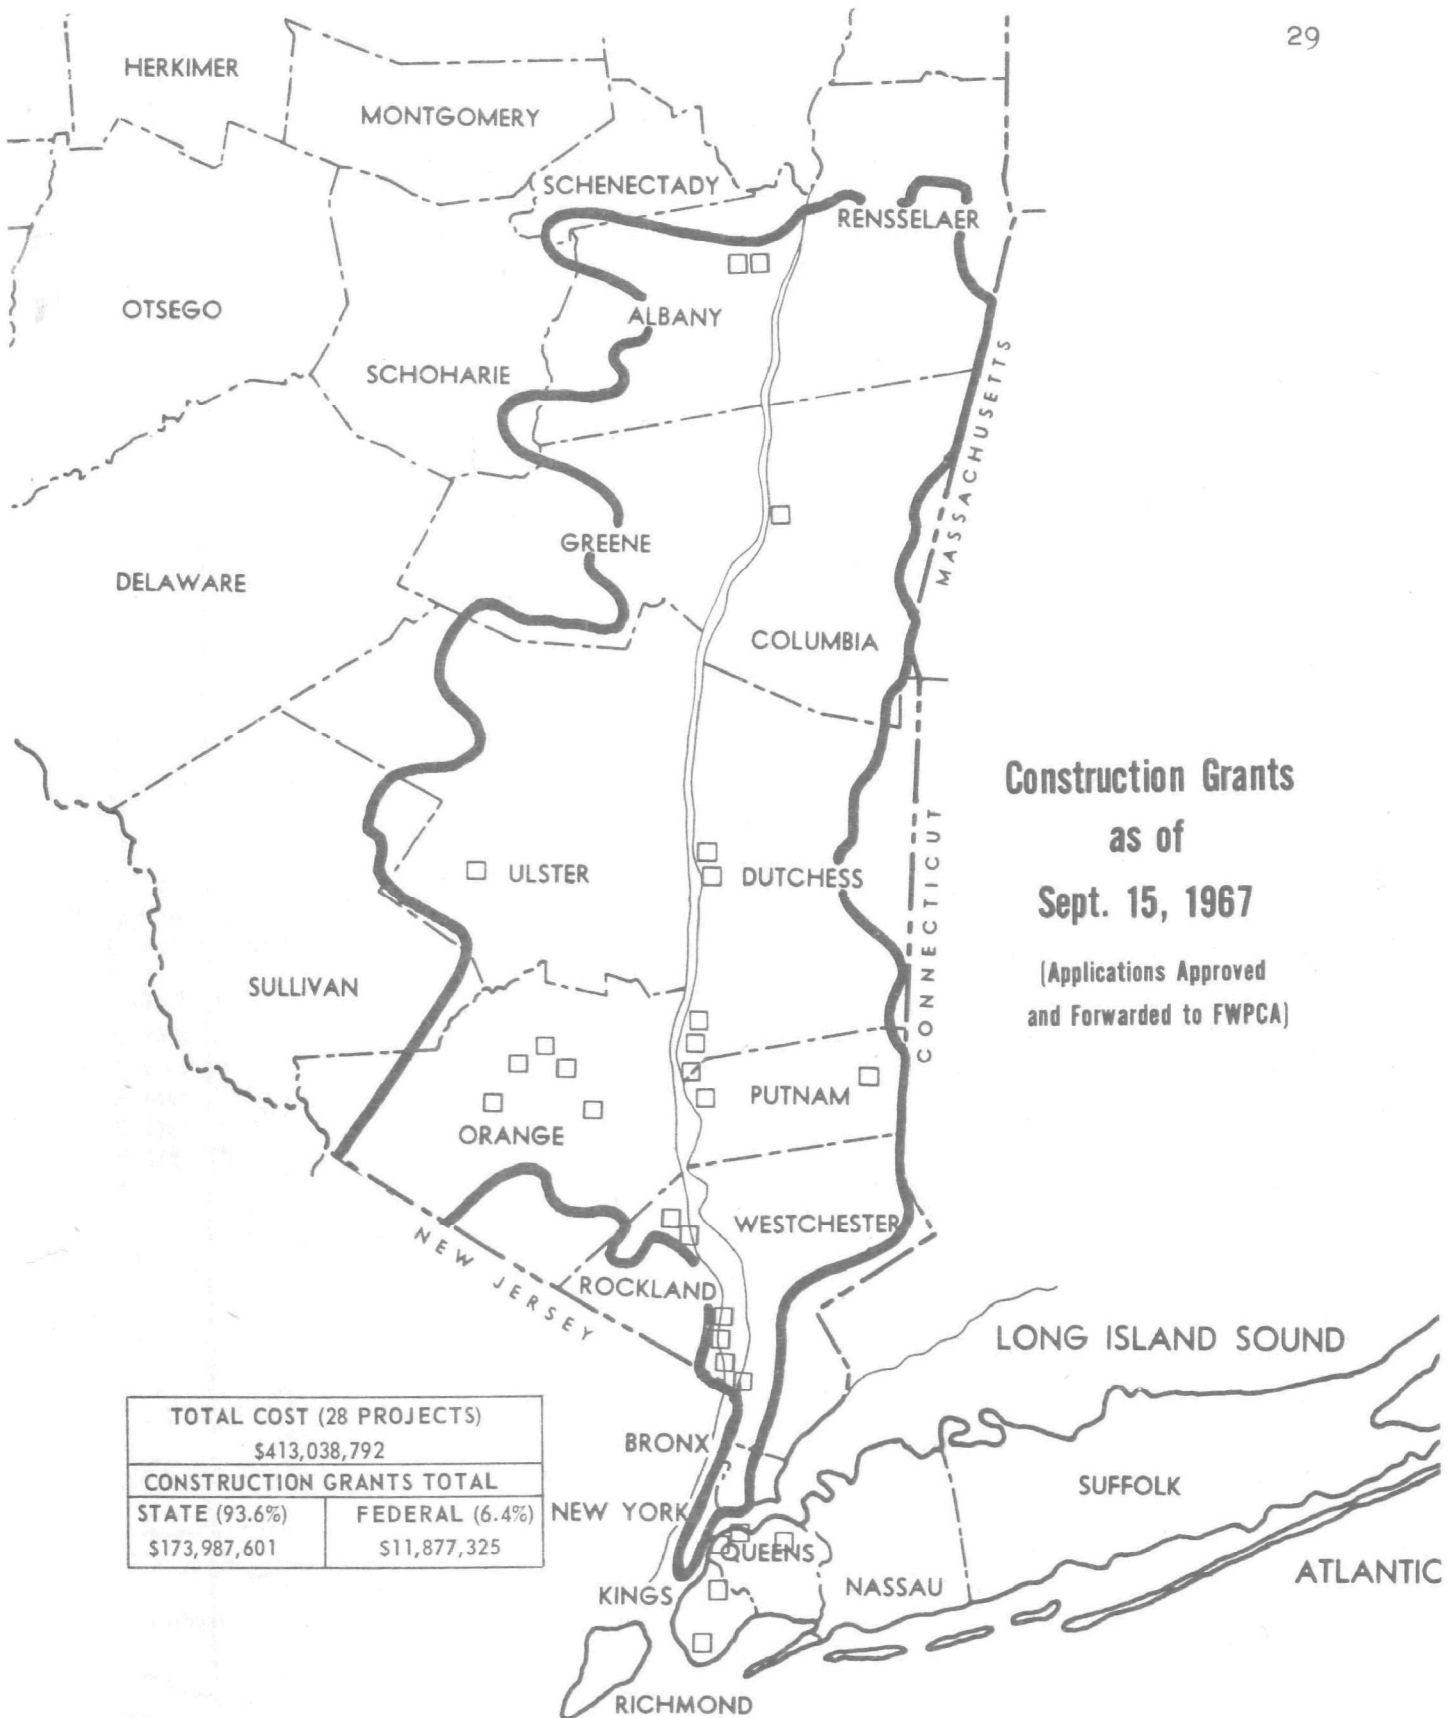 29
HERKIMER
MONTGOMERY
SCHENECTADY
RENSSELAER
OTSEGO
ALBANY
SCHOHARIE
MASSACHUSETTS
GREENE
DELAWARE
COLUMBIA
Construction Grants
as of
Sept. 15, 1967
(Applications Approved
and Forwarded to FWPCA)
CONNECTICUT
ULSTER
DUTCHESS
SULLIVAN
PUTNAM
ORANGE
WESTCHESTER
NEW JERSEY
ROCKLAND
LONG ISLAND SOUND
TOTAL COST (28 PROJECTS)
$413,038,792
CONSTRUCTION GRANTS TOTAL
STATE (93.6%)
FEDERAL (6.4%)
$173,987,601
$11,877,325
BRONX
SUFFOLK
NEW YORK
QUEENS
ATLANTIC
KINGS
NASSAU
RICHMOND